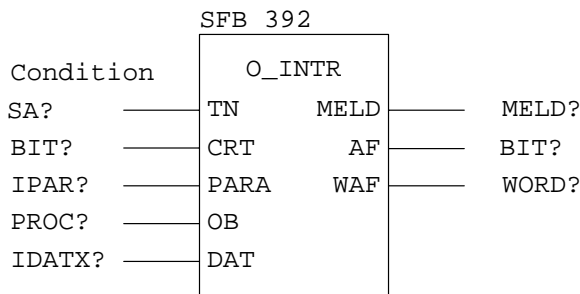 SFB 392
Condition O_INTR
SA? TN MELD MELD?
BIT? CRT AF BIT?
IPAR? PARA WAF WORD?
PROC? OB
IDATX? DAT